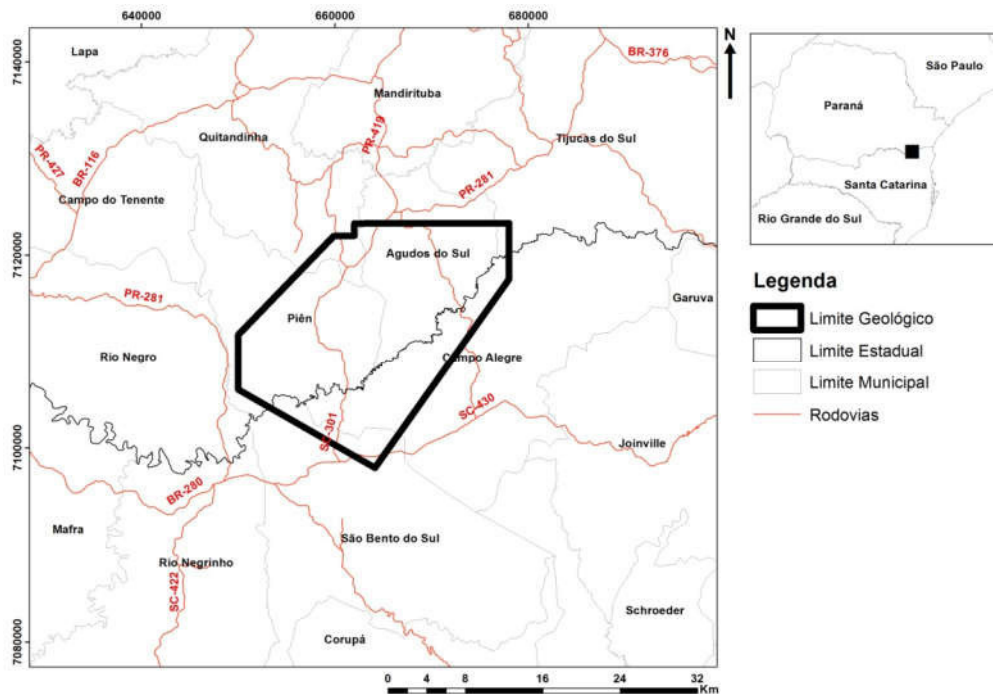 640000
660000
680000
7140000
7120000
7100000
7080000
Lapa
BR-376
Mandirituba
Quitandinha
PR-419
Tijucas do Sul
PR-427
BR-116
PR-281
Campo do Tenente
Agudos do Sul
PR-281
Garuva
Piên
Rio Negro
Campo Alegre
SC-430
SC-301
Joinville
BR-280
Mafra
São Bento do Sul
Rio Negrinho
SC-422
Schroeder
Corupá
0 2 4 8 12 16 24 32
Km
N
São Paulo
Paraná
Santa Catarina
Rio Grande do Sul
Legenda
Limite Geológico
Limite Estadual
Limite Municipal
Rodovias